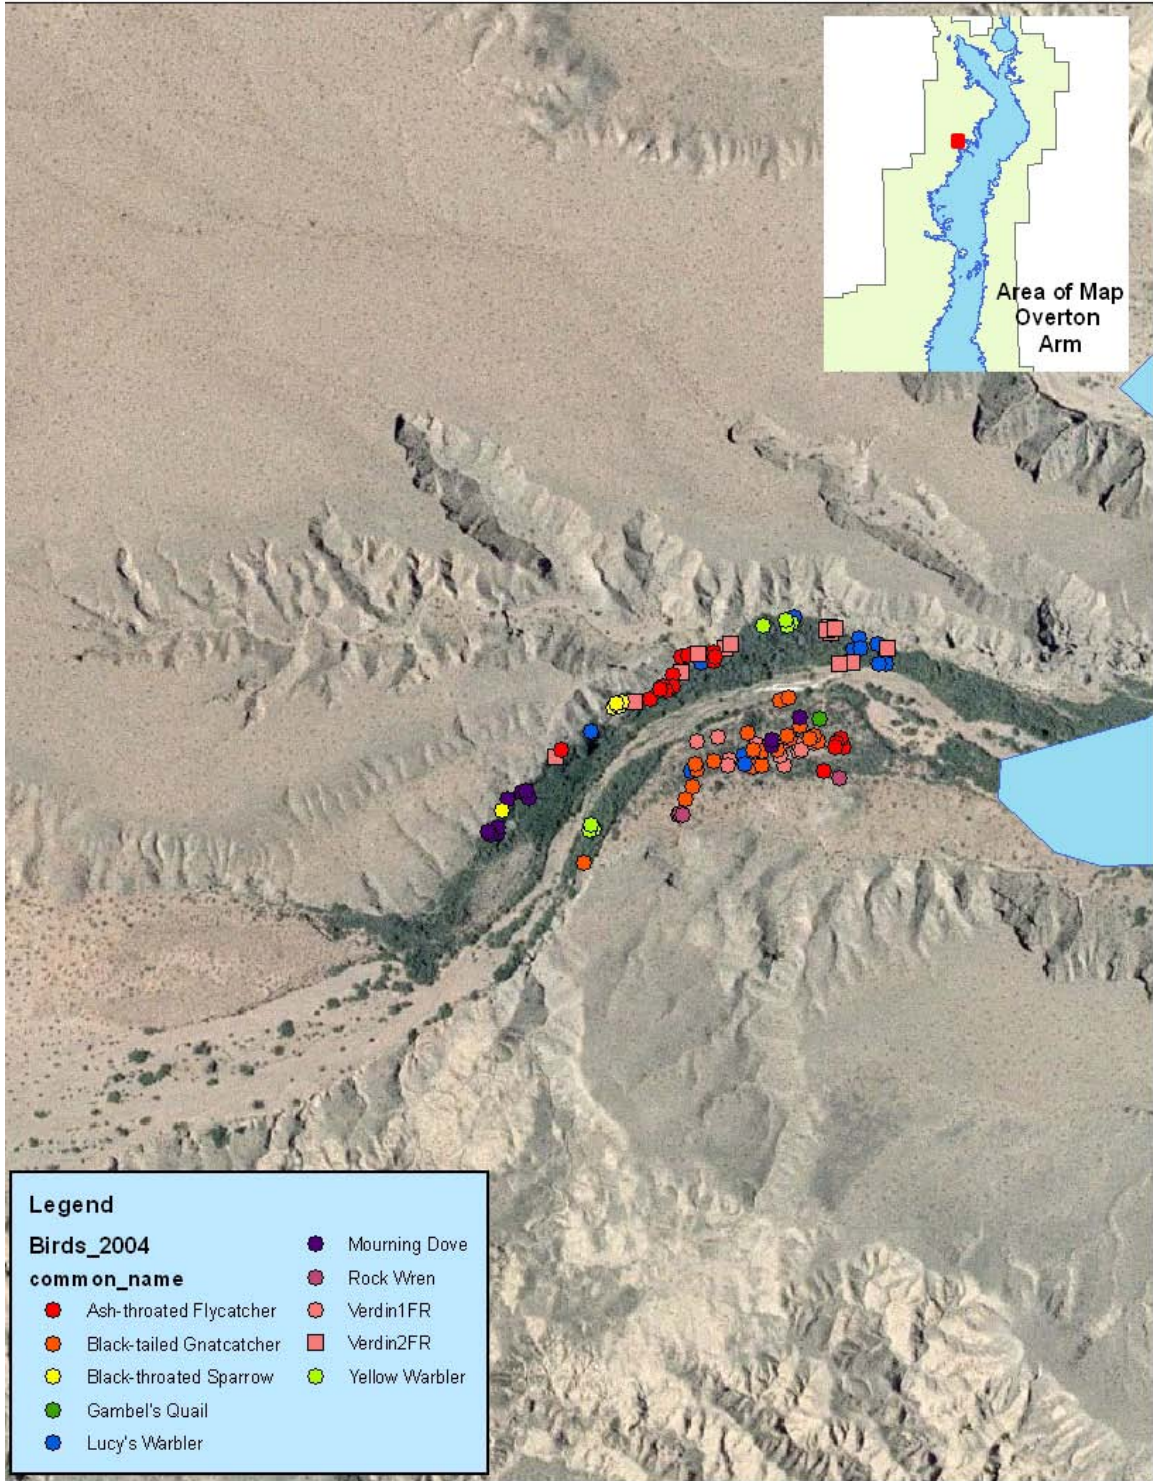 Area of Map
Overton
Arm
Legend
Birds_2004
common_name
Ash-throated Flycatcher
Black-tailed Gnatcatcher
Black-throated Sparrow
Gambel's Quail
Lucy's Warbler
Mourning Dove
Rock Wren
Verdin1FR
Verdin2FR
Yellow Warbler